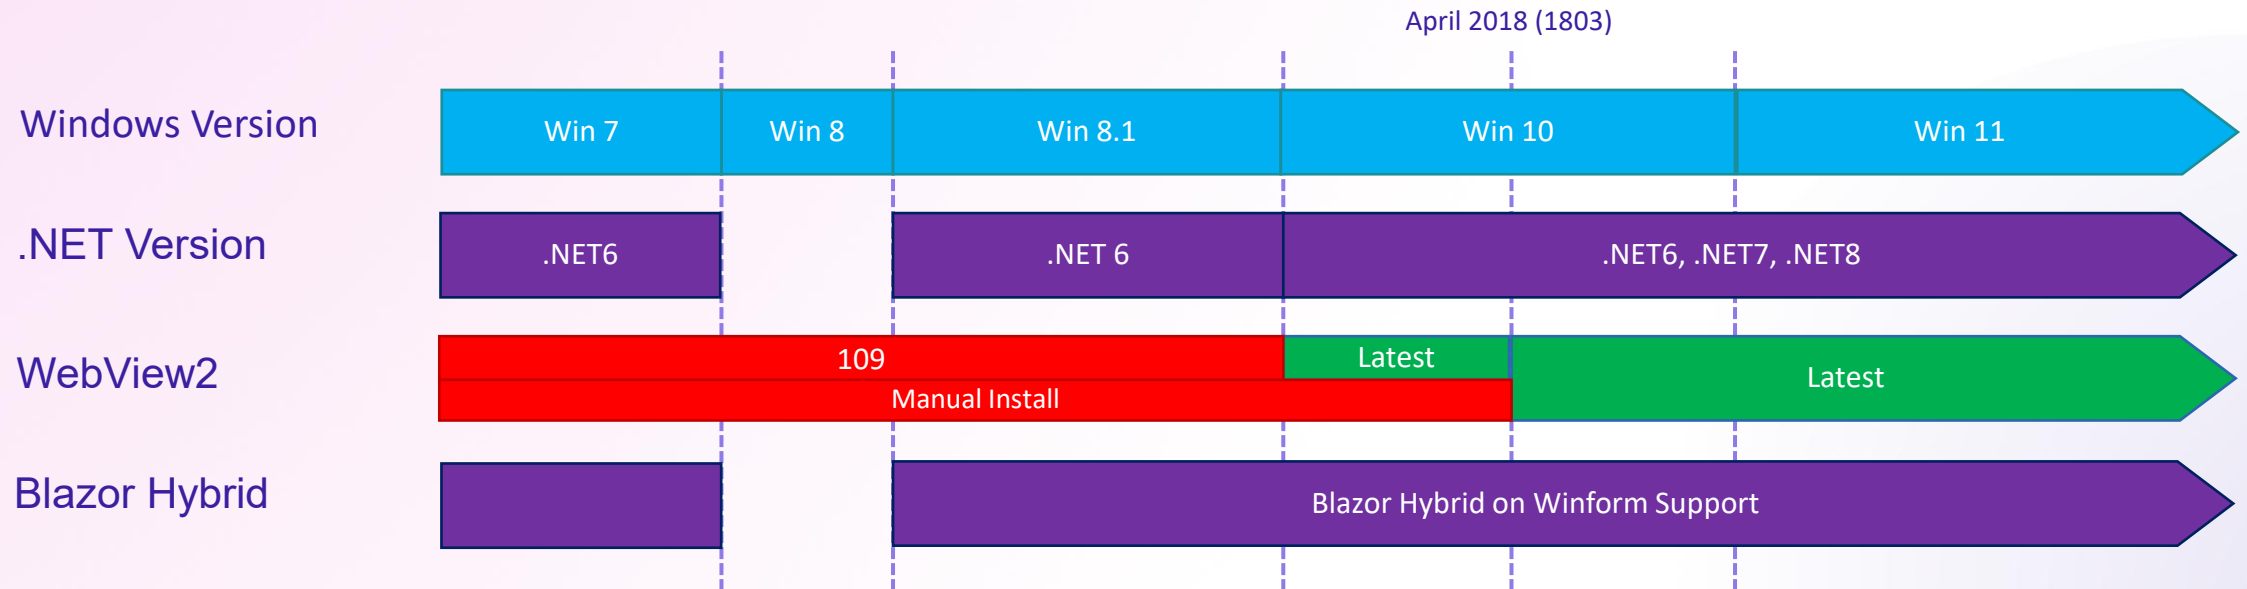 April 2018 (1803)
Windows Version
Win 7
Win 8
Win 8.1
Win 10
Win 11
.NET Version
.NET6
.NET 6
.NET6, .NET7, .NET8
WebView2
109
Latest
Latest
Manual Install
Blazor Hybrid
Blazor Hybrid on Winform Support